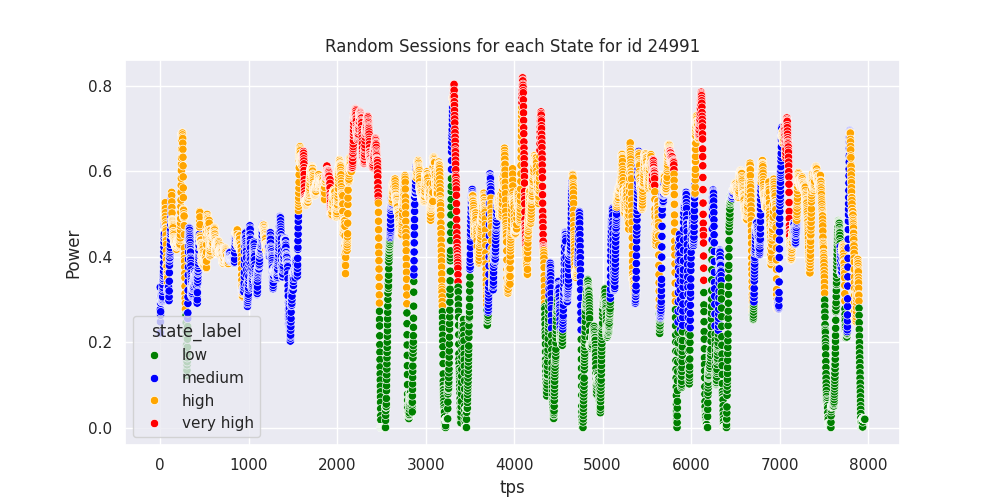 Random Sessions for each State for id 24991
Power
0.8
0.6
0.4
0.2
0.0
state_label
low
medium
high
very high
0 1000 2000 3000 4000 5000 6000 7000 8000
tps